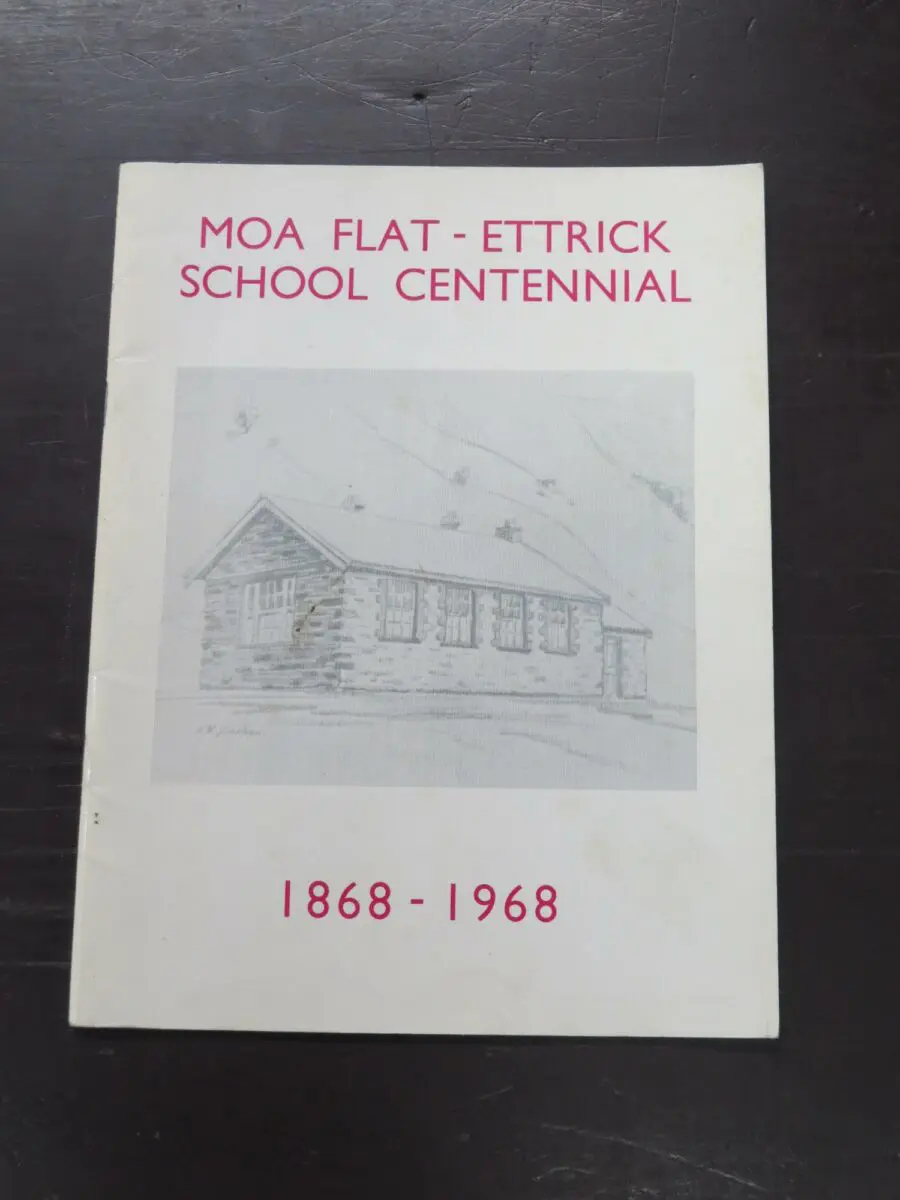 MOA FLAT - ETTRICK
SCHOOL CENTENNIAL
1868 - 1968